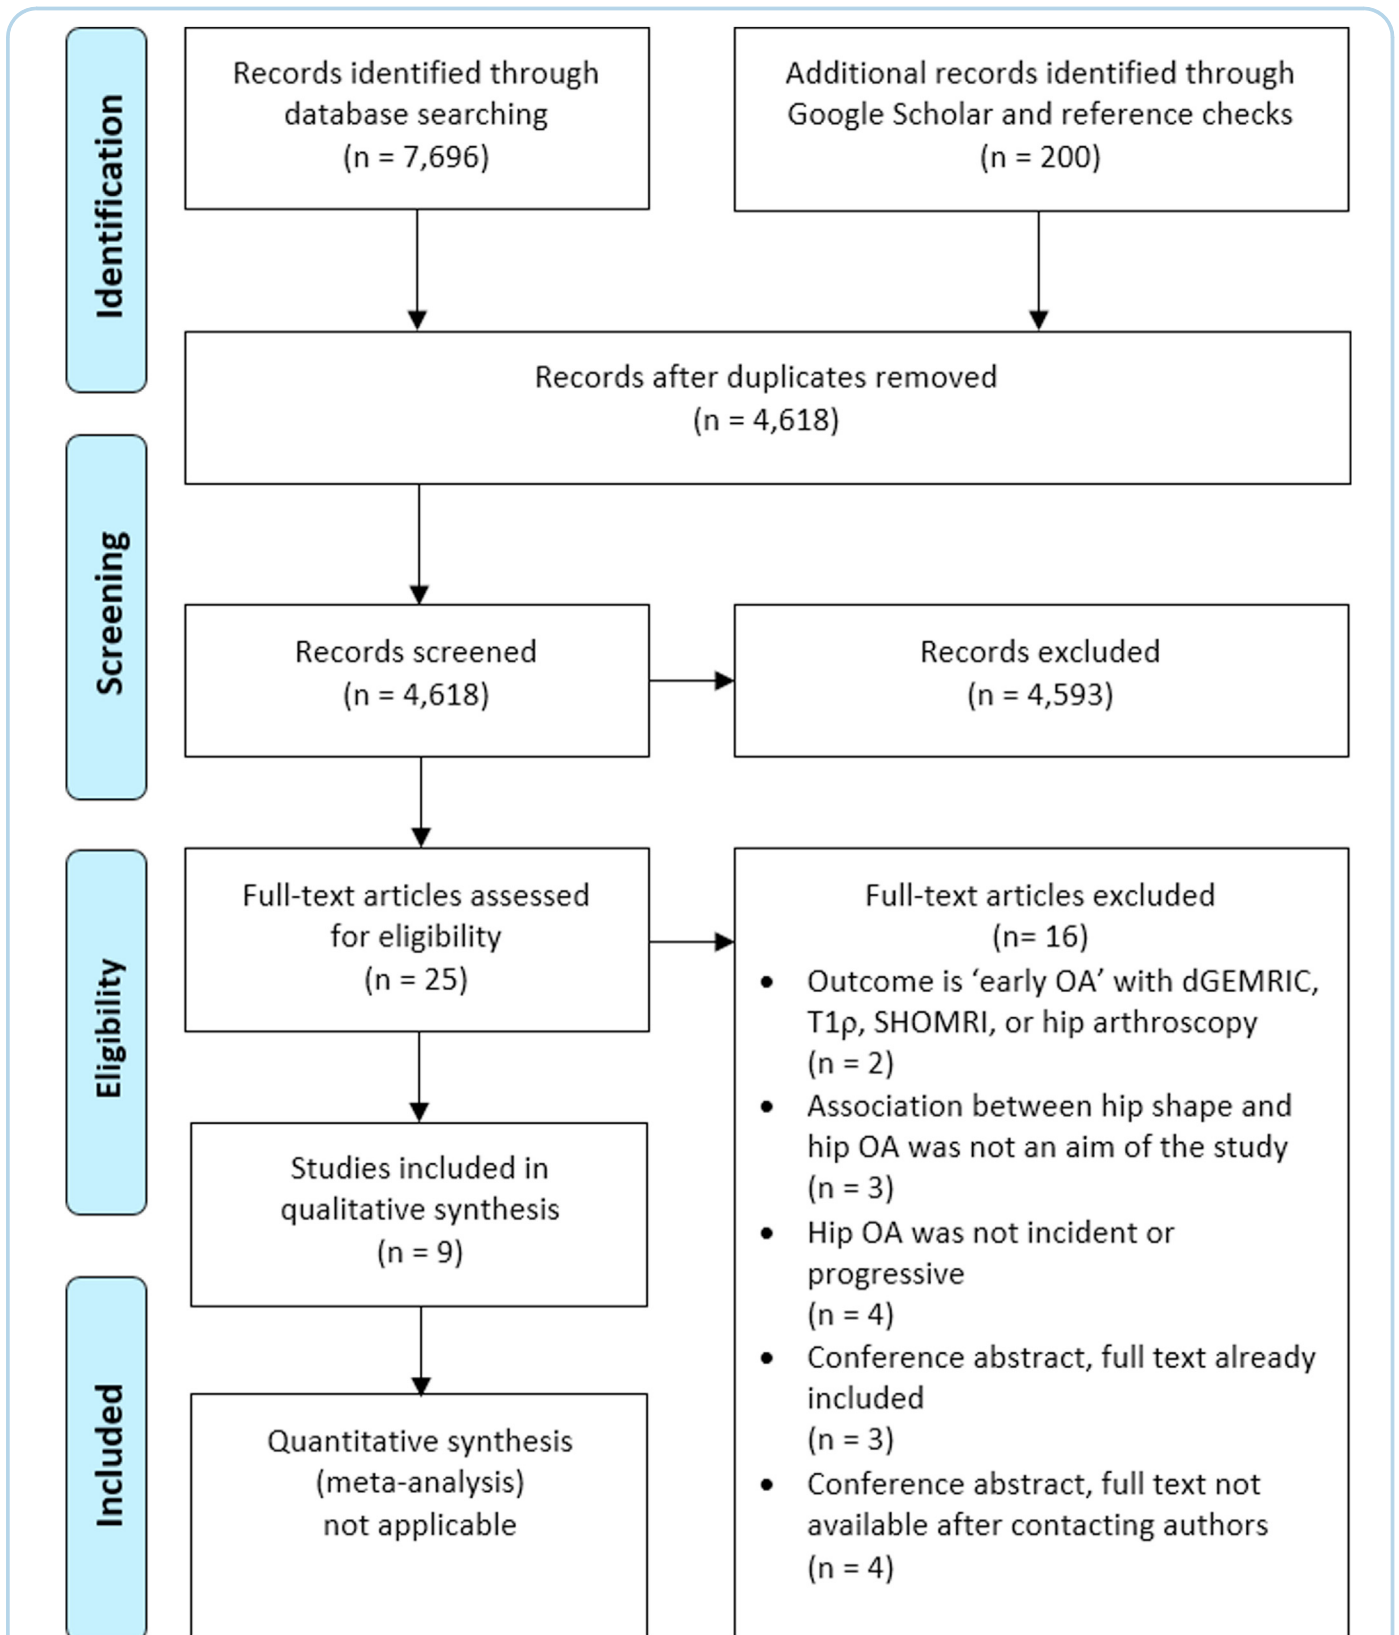 Identification
Records identified through
database searching
(n = 7,696)
Additional records identified through
Google Scholar and reference checks
(n = 200)
Records after duplicates removed
(n = 4,618)
Screening
Records screened
(n = 4,618)
Records excluded
(n = 4,593)
Eligibility
Full-text articles assessed
for eligibility
(n = 25)
Full-text articles excluded
(n= 16)
• Outcome is ‘early OA’ with dGEMRIC,
T1ρ, SHOMRI, or hip arthroscopy
(n = 2)
• Association between hip shape and
hip OA was not an aim of the study
(n = 3)
• Hip OA was not incident or
progressive
(n = 4)
• Conference abstract, full text already
included
(n = 3)
• Conference abstract, full text not
available after contacting authors
(n = 4)
Studies included in
qualitative synthesis
(n = 9)
Included
Quantitative synthesis
(meta-analysis)
not applicable